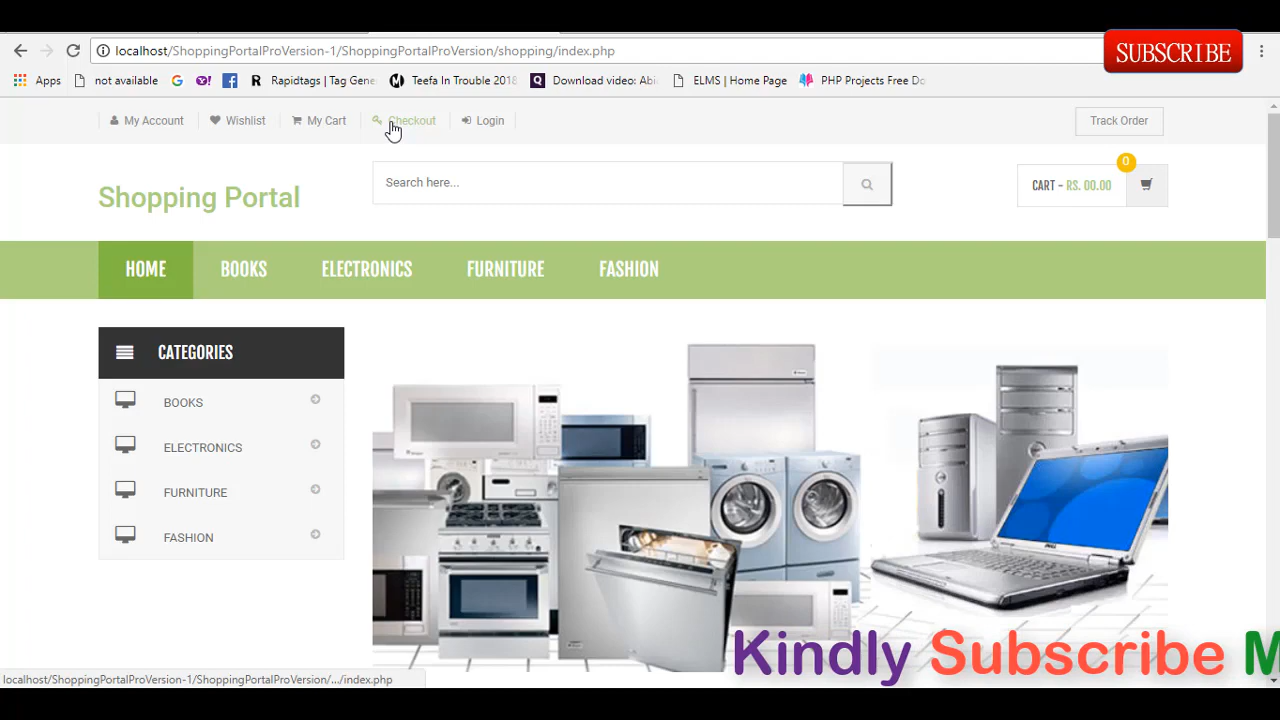 localhost/ShoppingPortalProVersion-1/ShoppingPortalProVersion/shopping/index.php
SUBSCRIBE
Apps not available Rapidtags | Tag Gene Teefa In Trouble 2018 Download video: Abi ELMS | Home Page PHP Projects Free Do
My Account Wishlist My Cart Checkout Login Track Order
Shopping Portal
Search here...
0
CART - RS. 00.00
HOME BOOKS ELECTRONICS FURNITURE FASHION
CATEGORIES
BOOKS
ELECTRONICS
FURNITURE
FASHION
Kindly Subscribe M
localhost/ShoppingPortalProVersion-1/ShoppingPortalProVersion/.../index.php